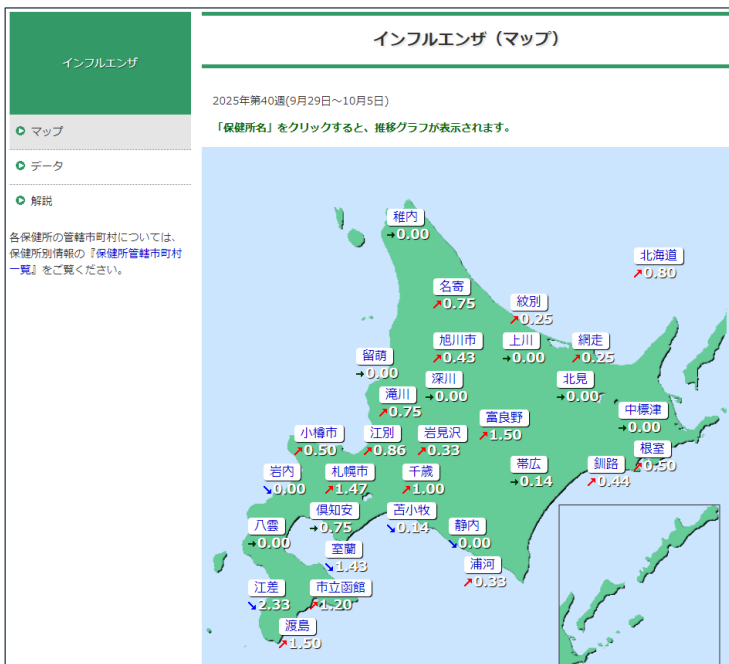 インフルエンザ
マップ
データ
解説
各保健所の管轄市町村については、
保健所別情報の『保健所管轄市町村
一覧』をご覧ください。
インフルエンザ（マップ）
2025年第40週(9月29日～10月5日)
「保健所名」をクリックすると、推移グラフが表示されます。
稚内
→0.00
北海道
↗0.80
名寄
↗0.75
紋別
↗0.25
旭川市
↗0.43
上川
→0.00
網走
↗0.25
留萌
→0.00
深川
→0.00
北見
→0.00
滝川
↗0.75
富良野
↗1.50
中標津
→0.00
小樽市
↗0.50
江別
↗0.86
岩見沢
↗0.33
根室
↗0.50
岩内
↘0.00
札幌市
↗1.47
千歳
↗1.00
帯広
→0.14
釧路
↗0.44
倶知安
→0.75
苫小牧
↘0.14
八雲
→0.00
静内
↘0.00
室蘭
↘1.43
浦河
↗0.33
江差
↘2.33
市立函館
↗1.20
渡島
↗1.50